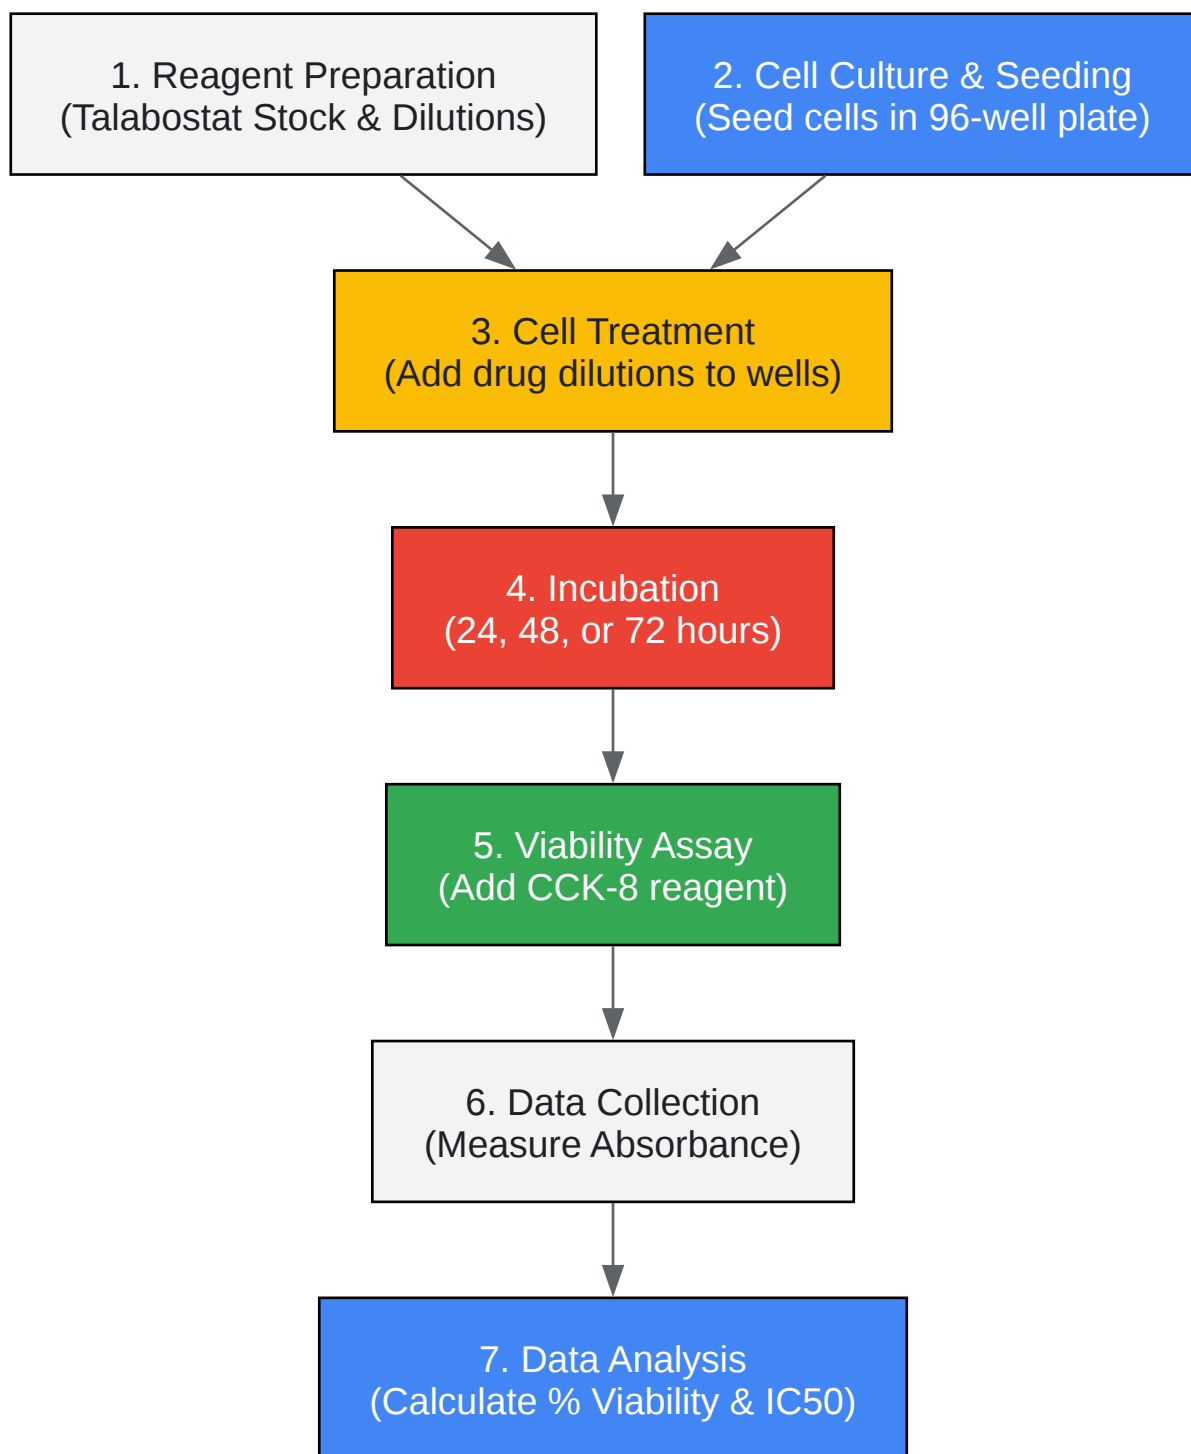 1. Reagent Preparation
(Talabostat Stock & Dilutions)
2. Cell Culture & Seeding
(Seed cells in 96-well plate)
3. Cell Treatment
(Add drug dilutions to wells)
4. Incubation
(24, 48, or 72 hours)
5. Viability Assay
(Add CCK-8 reagent)
6. Data Collection
(Measure Absorbance)
7. Data Analysis
(Calculate % Viability & IC50)